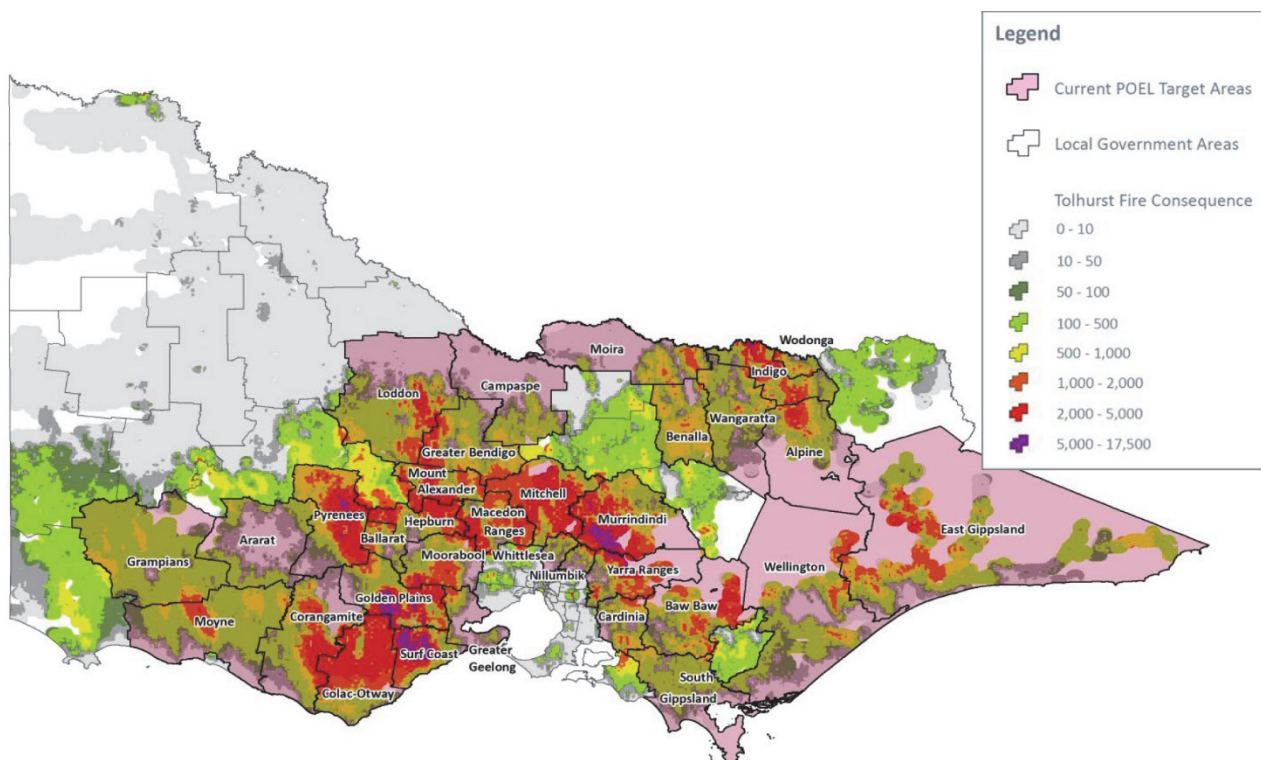 Legend
Current POEL Target Areas
Local Government Areas
Tolhurst Fire Consequence
0 - 10
10 - 50
50 - 100
100 - 500
500 - 1,000
1,000 - 2,000
2,000 - 5,000
5,000 - 17,500
Wodonga
Moira
Indigo
Campaspe
Loddon
Wangaratta
Benalla
Greater Bendigo
Alpine
Mount
Alexander
Mitchell
Pyrenees
Hepburn
Macedon
Ranges
Murrindindi
East Gippsland
Ararat
Ballarat
Moorabool
Whittlesea
Grampians
Nillumbik
Yarra Ranges
Wellington
Golden Plains
Corangamite
Moyne
Cardinia
Baw Baw
Surf Coast
Greater
Geelong
South
Gippsland
Colac-Otway